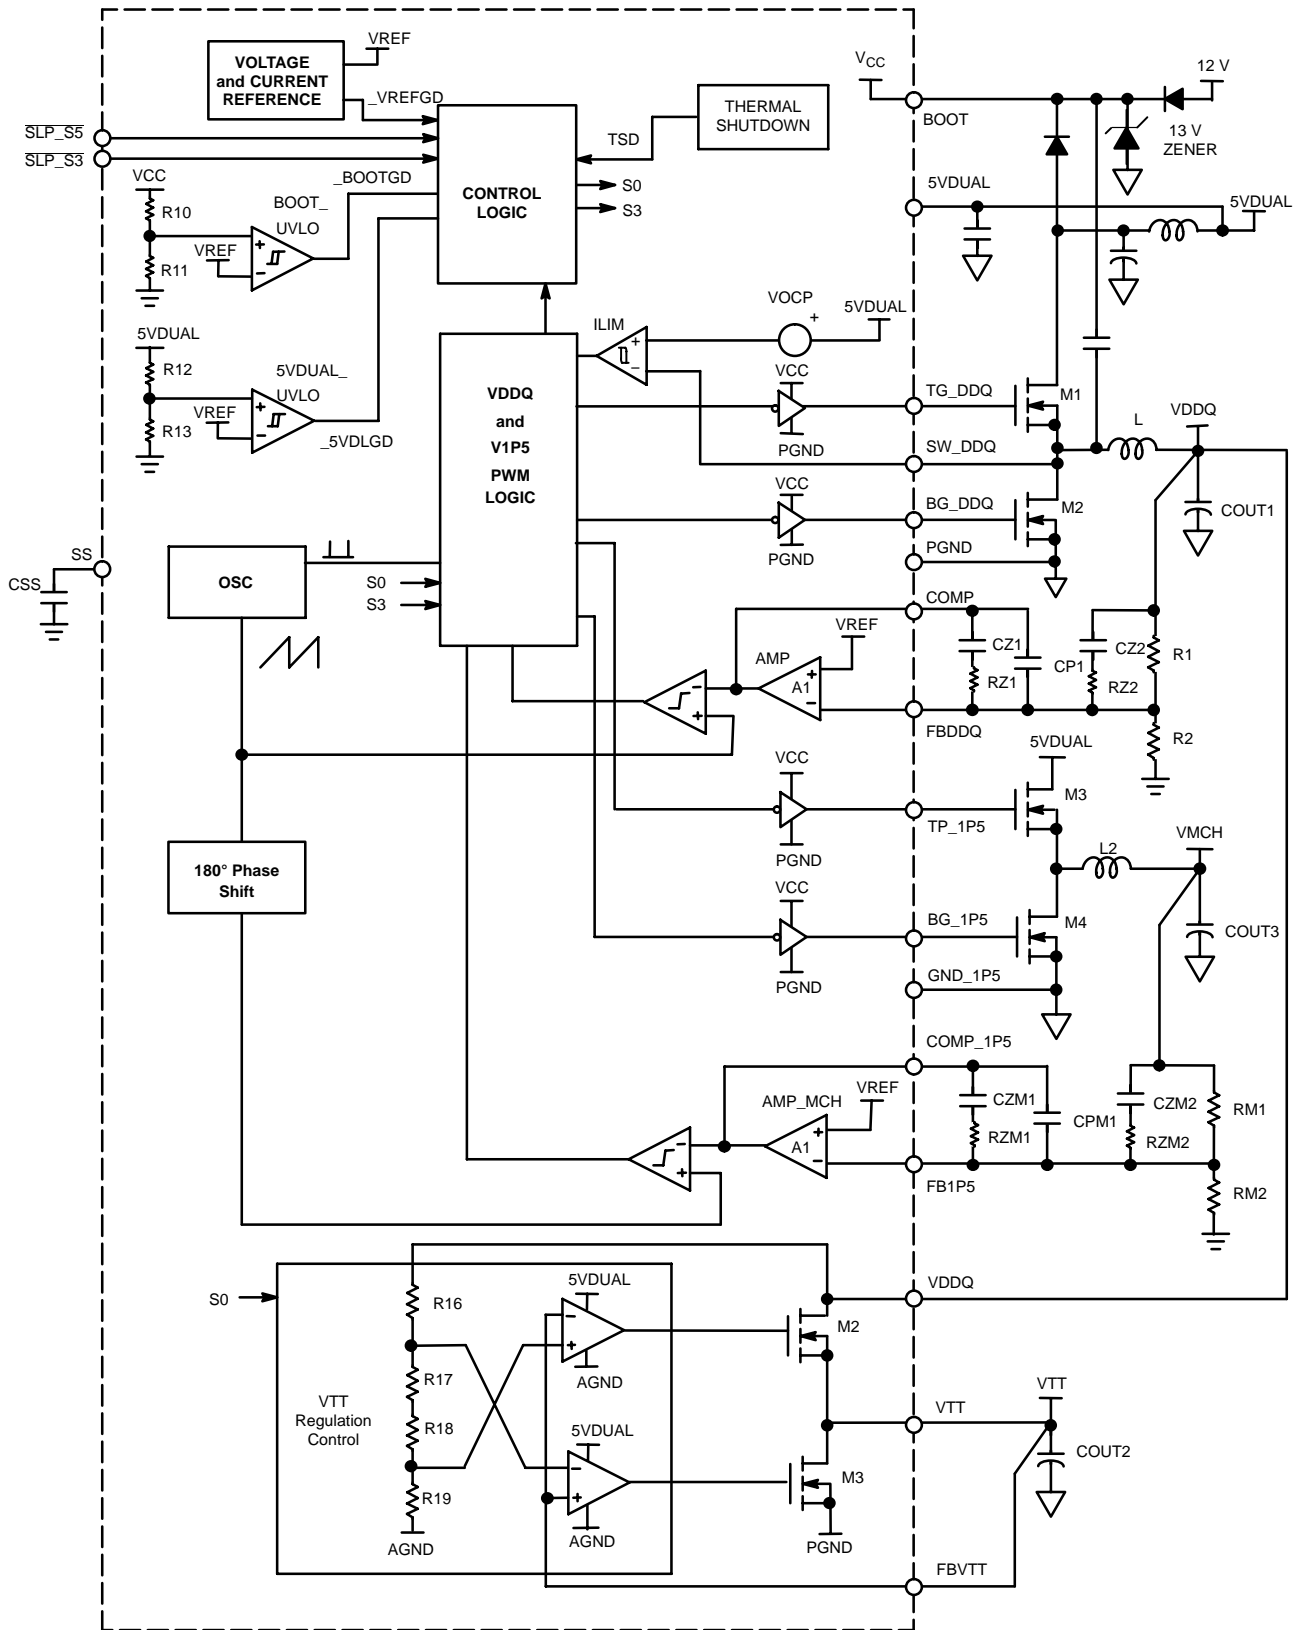 VREF
VOLTAGE
and CURRENT
REFERENCE
_VREFGD
SLP_S5
SLP_S3
THERMAL
SHUTDOWN
TSD
CONTROL
LOGIC
S0
S3
VCC
R10
R11
VREF
BOOT_
UVLO
_BOOTGD
5VDUAL
R12
R13
VREF
5VDUAL_
UVLO
_5VDLGD
VCC
BOOT
12 V
13 V
ZENER
5VDUAL
5VDUAL
VDDQ
and
V1P5
PWM
LOGIC
ILIM
VOCP
+
5VDUAL
+
−
VCC
PGND
TG_DDQ
M1
SW_DDQ
L
VDDQ
COUT1
VCC
PGND
BG_DDQ
M2
PGND
SS
CSS
OSC
S0
S3
COMP
VREF
AMP
A1
CZ1
RZ1
CP1
CZ2
RZ2
R1
R2
FBDDQ
180° Phase
Shift
VCC
PGND
TP_1P5
5VDUAL
M3
L2
VMCH
COUT3
VCC
PGND
BG_1P5
M4
GND_1P5
COMP_1P5
VREF
AMP_MCH
A1
CZM1
RZM1
CPM1
CZM2
RZM2
RM1
RM2
FB1P5
S0
VTT
Regulation
Control
R16
R17
R18
R19
AGND
5VDUAL
AGND
5VDUAL
AGND
M2
M3
PGND
VDDQ
VTT
VTT
COUT2
FBVTT